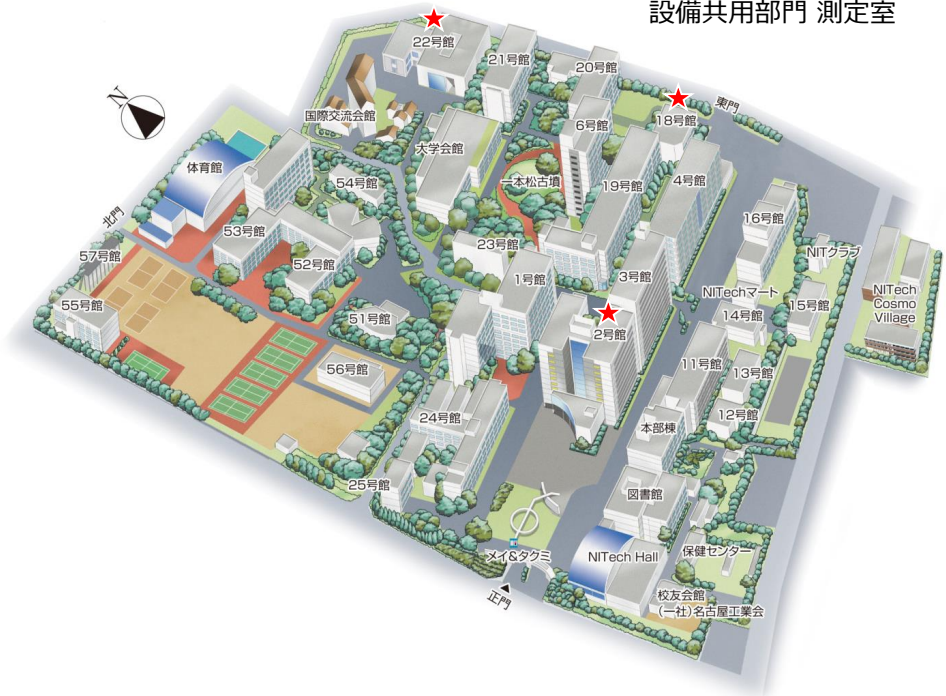 設備共用部門 測定室
22号館
21号館
20号館
東門
N
国際交流会館
6号館
18号館
大学会館
体育館
54号館
一本松古墳
19号館
4号館
北門
53号館
16号館
57号館
52号館
23号館
NITクラブ
1号館
3号館
NITechマート
NITech
Cosmo
Village
55号館
51号館
15号館
14号館
2号館
11号館
56号館
13号館
24号館
12号館
本部棟
25号館
図書館
メイ&タクミ
NITech Hall
保健センター
正門
校友会館
(一社)名古屋工業会